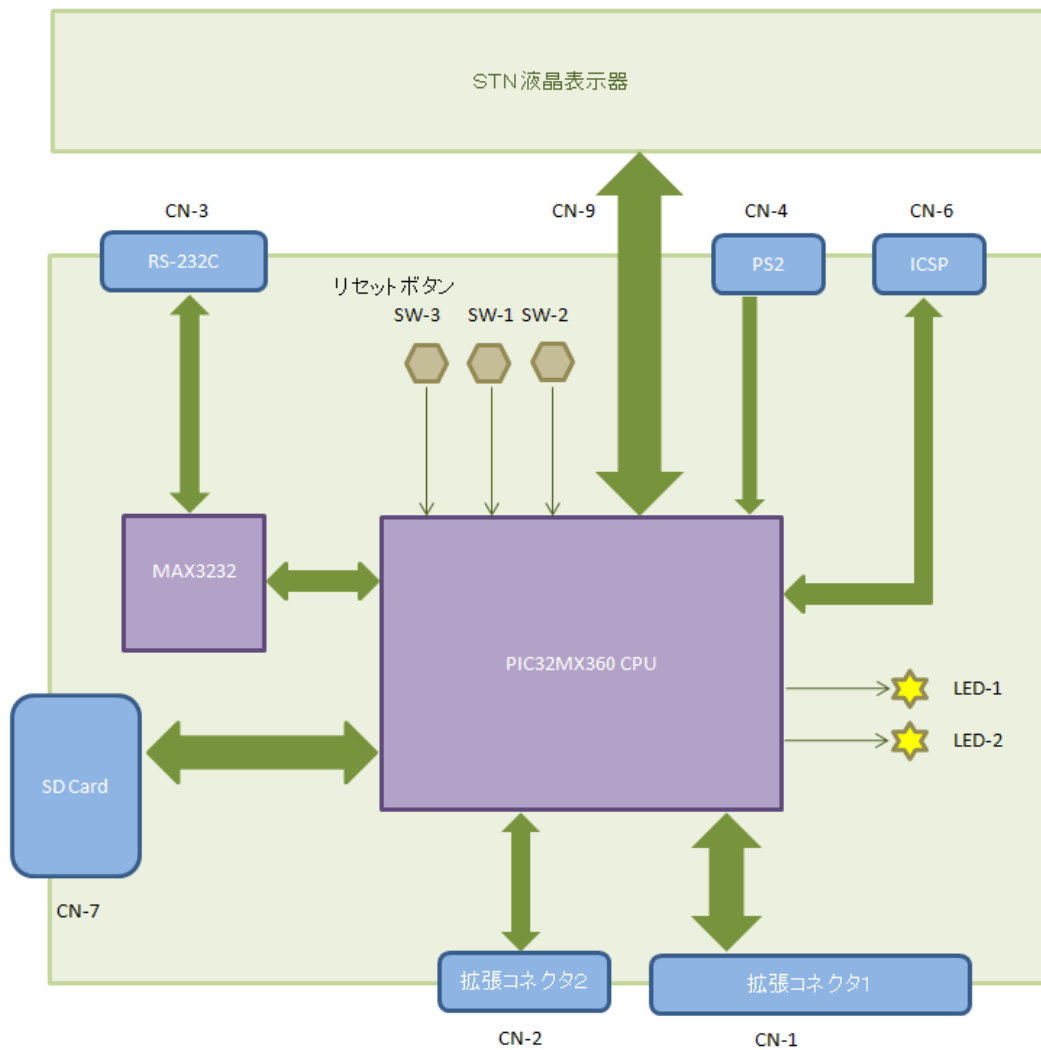 STN液晶表示器
CN-3
CN-9
CN-4
CN-6
RS-232C
PS2
ICSP
リセットボタン
SW-3
SW-1
SW-2
MAX3232
PIC32MX360 CPU
LED-1
LED-2
SD Card
CN-7
拡張コネクタ2
拡張コネクタ1
CN-2
CN-1